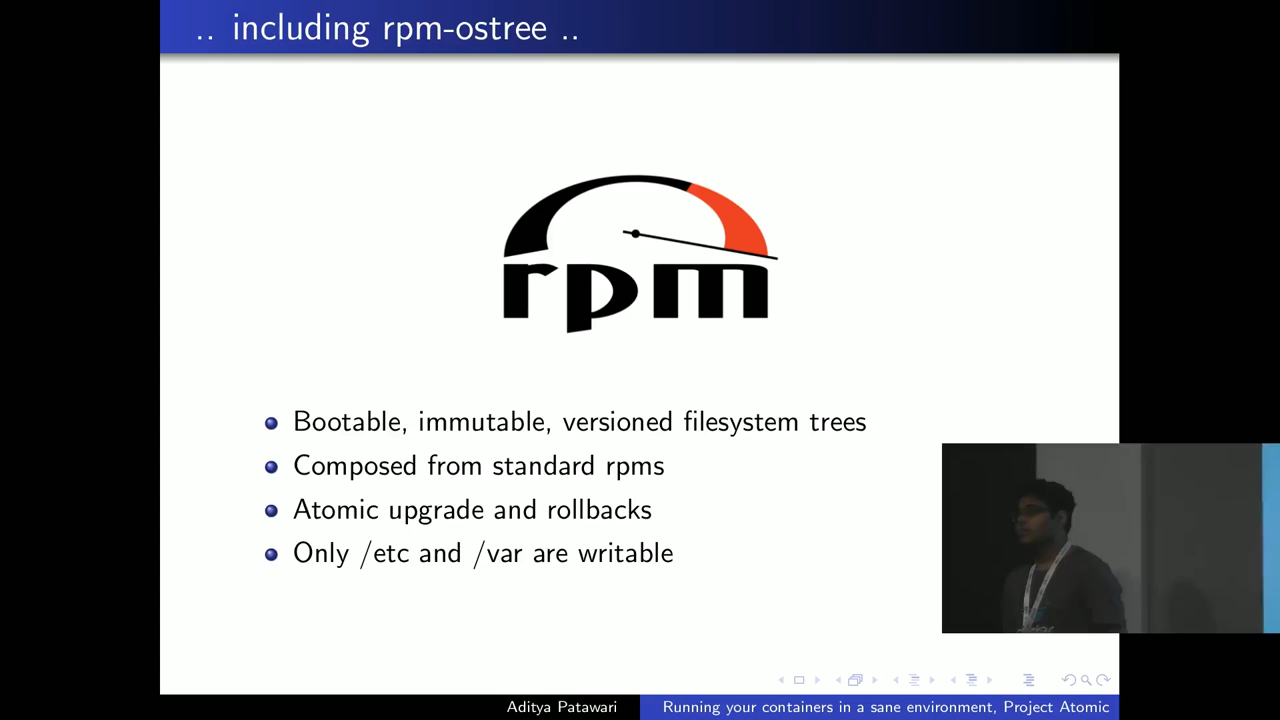 .. including rpm-ostree ..
rpm
Bootable, immutable, versioned filesystem trees
Composed from standard rpms
Atomic upgrade and rollbacks
Only /etc and /var are writable
Aditya Patawari
Running your containers in a sane environment, Project Atomic